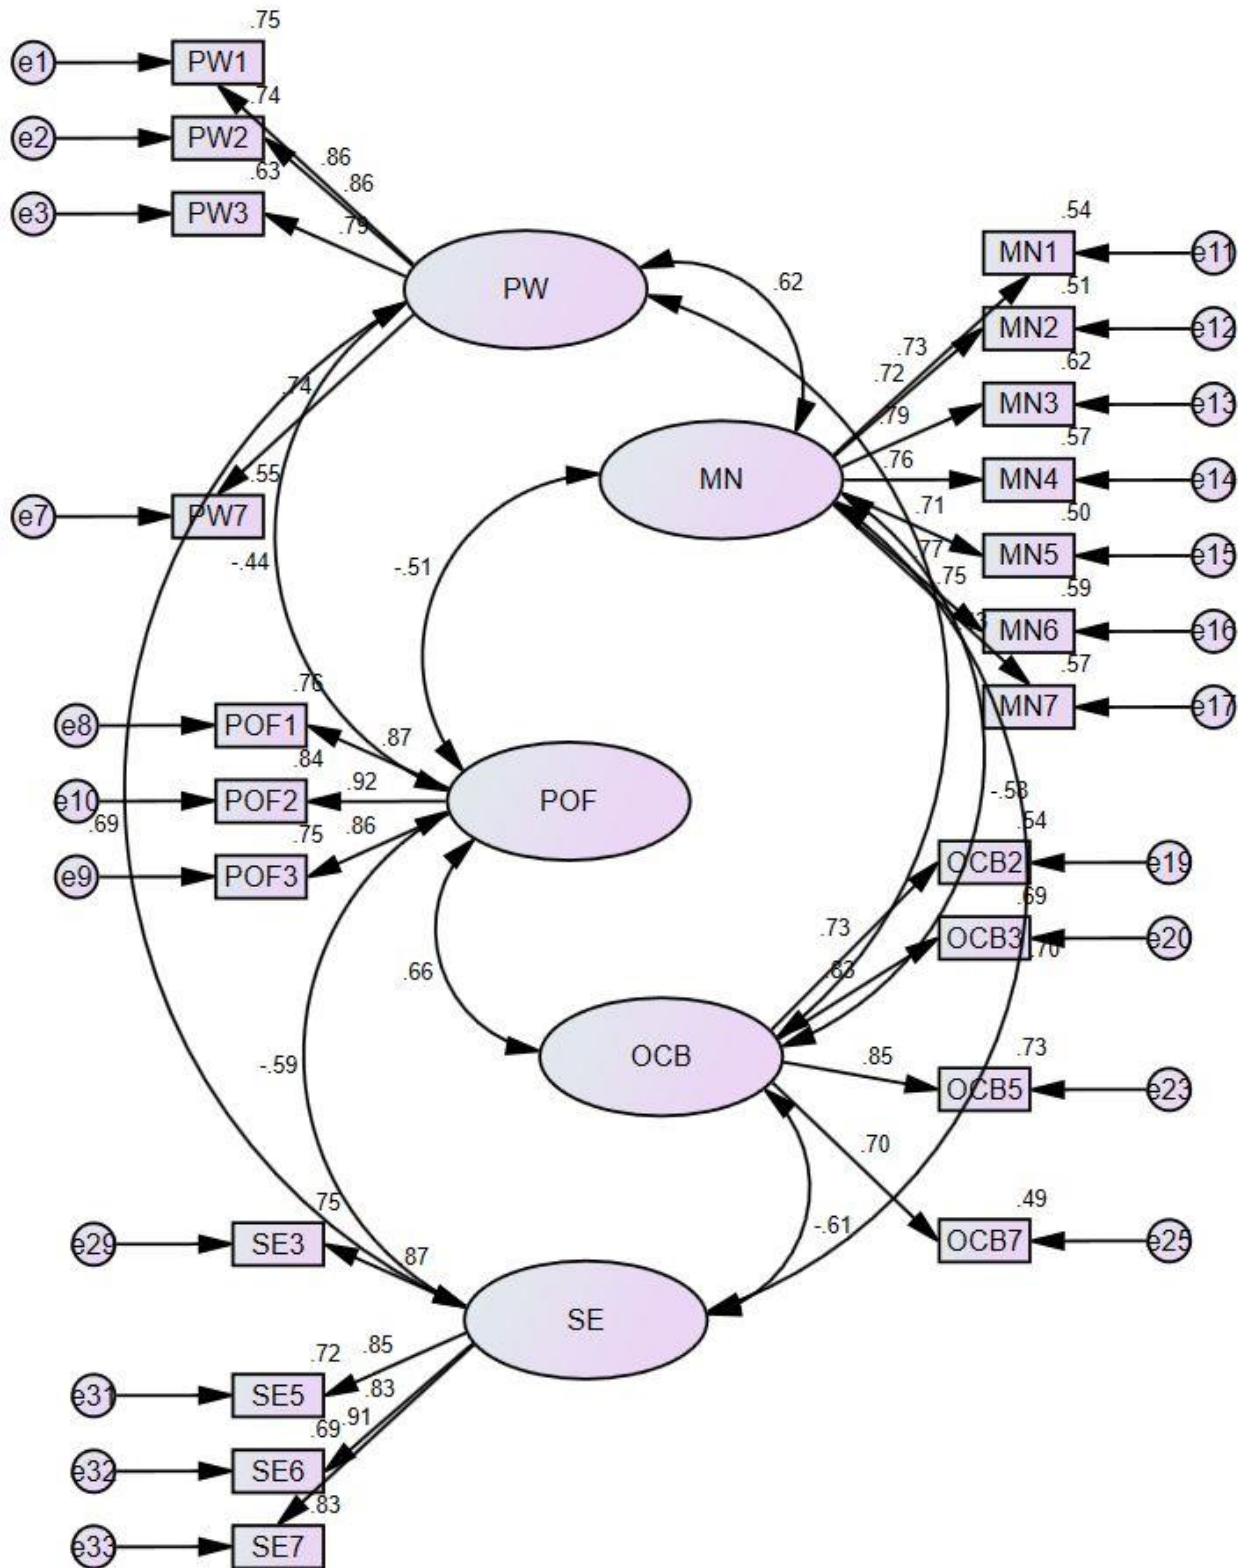 .75
e1 PW1
.74
e2 PW2
.86
.63 .86
e3 PW3 .79
.54
MN1 e11
.62
PW
.51
MN2 e12
.73
.72 .62
.74
MN3 e13
.79
.57
.76
.55 MN MN4 e14
.71 .50
e7 PW7
.77
MN5 e15
-.44 -.51
.75 .59
MN6 e16
.57
.76
MN7 e17
e8 POF1 .87
.84 .92
-.53
e10 POF2 POF
.69 .75 .86 .54
e9 POF3
OCB2 e19
.69
.73
OCB3 e20
.70
.66 .83
-.59 OCB .85 .73
OCB5 e23
.70
.75 .49
-.61
e29 SE3 .87 OCB7 e25
SE
.72 .85
e31 SE5 .83
.69 .91
e32 SE6
.83
e33 SE7